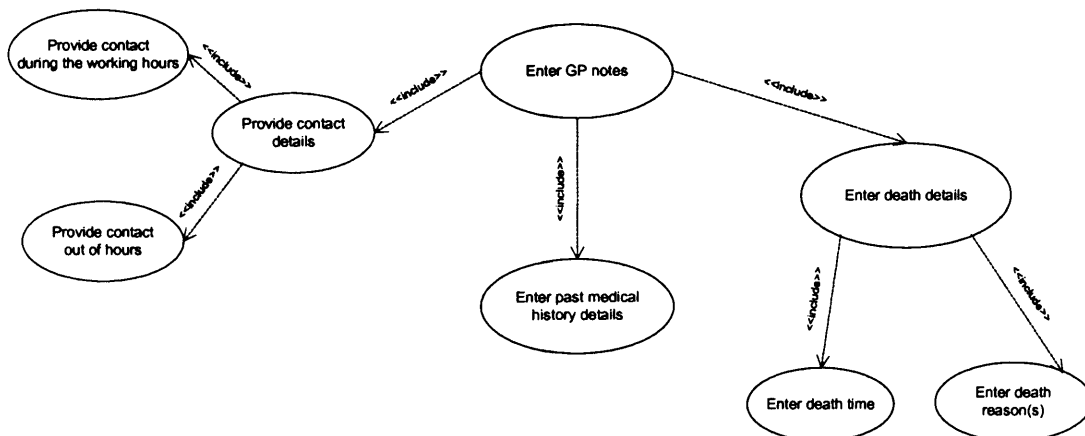 Provide contact
during the working hours
<<include>>
Enter GP notes
<<include>>
<<include>>
Provide contact
details
<<include>>
<<include>>
Provide contact
out of hours
Enter death details
Enter past medical
history details
<<include>>
<<include>>
Enter death time
Enter death
reason(s)